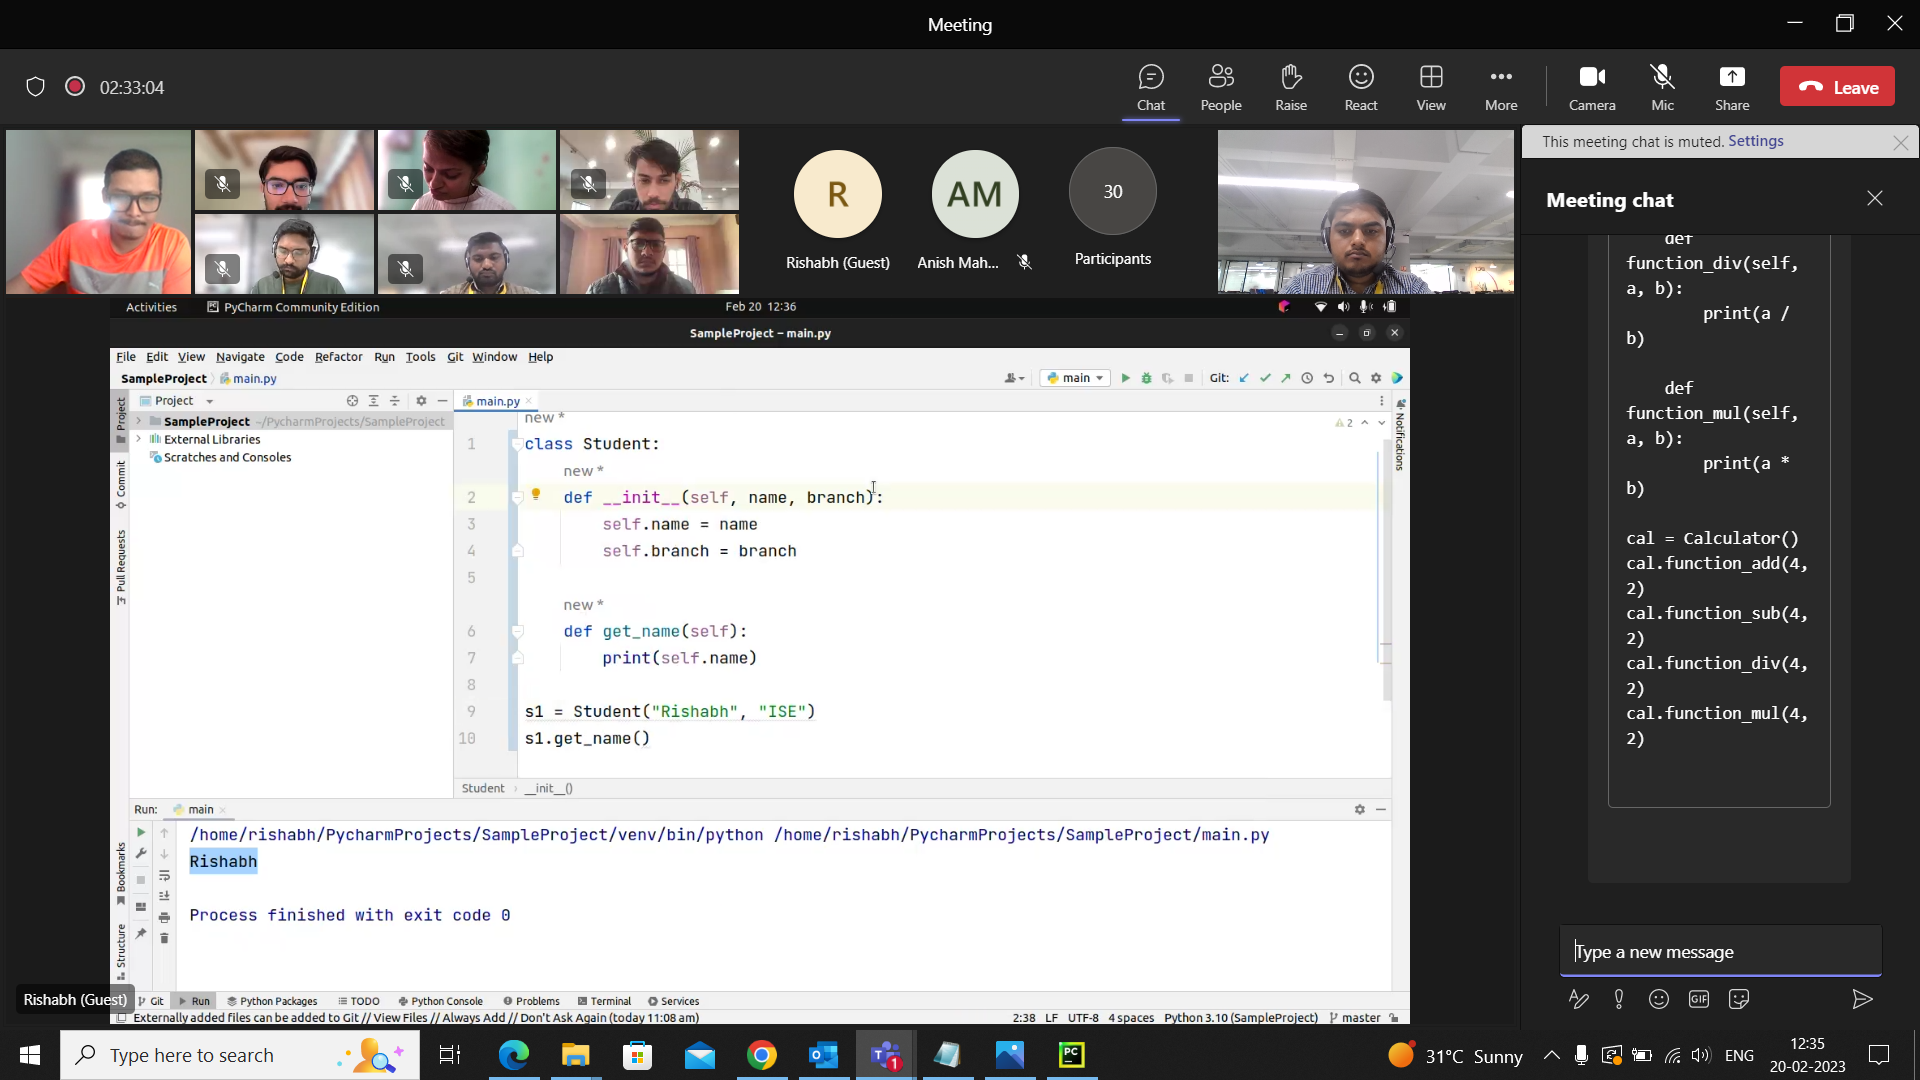 Meeting
02:33:04
Chat
People
Raise
React
View
More
Camera
Mic
Share
Leave
R
Rishabh (Guest)
AM
Anish Mah...
30
Participants
This meeting chat is muted. Settings
Meeting chat
def
function_div(self,
a, b):
print(a /
b)
def
function_mul(self,
a, b):
print(a *
b)
cal = Calculator()
cal.function_add(4,
2)
cal.function_sub(4,
2)
cal.function_div(4,
2)
cal.function_mul(4,
2)
Type a new message
GIF
Activities
PyCharm Community Edition
Feb 20 12:36
SampleProject – main.py
File Edit View Navigate Code Refactor Run Tools Git Window Help
SampleProject
main.py
main
Git:
Project
Project
main.py
SampleProject ~/PycharmProjects/SampleProject
External Libraries
Scratches and Consoles
Commit
Pull Requests
Notifications
2
new *
1 class Student:
new *
2 def __init__(self, name, branch):
3 self.name = name
4 self.branch = branch
5
new *
6 def get_name(self):
7 print(self.name)
8
9 s1 = Student("Rishabh", "ISE")
10 s1.get_name()
Student
__init__()
Run:
main
/home/rishabh/PycharmProjects/SampleProject/venv/bin/python /home/rishabh/PycharmProjects/SampleProject/main.py
Rishabh
Process finished with exit code 0
Bookmarks
Structure
Rishabh (Guest)
Git
Run
Python Packages
TODO
Python Console
Problems
Terminal
Services
Externally added files can be added to Git // View Files // Always Add // Don't Ask Again (today 11:08 am)
2:38 LF UTF-8 4 spaces Python 3.10 (SampleProject) master
Type here to search
1
PC
31°C Sunny
ENG
12:35
20-02-2023